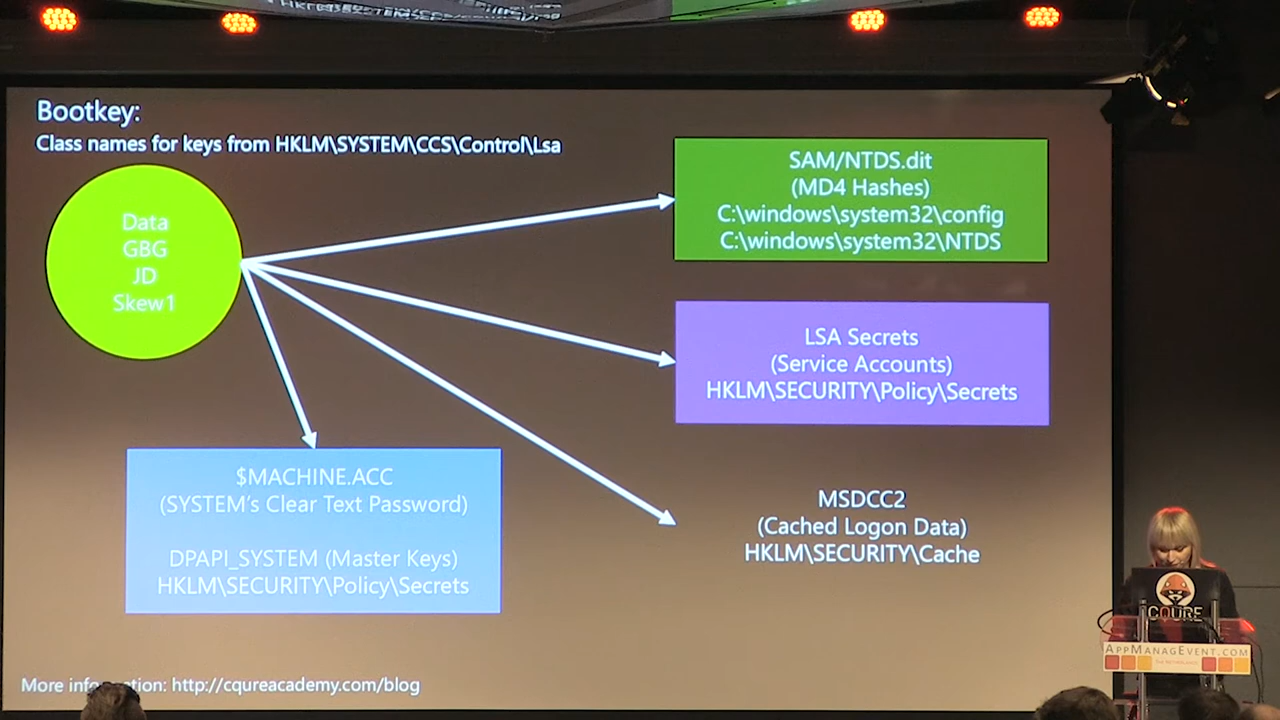 Bootkey:
Class names for keys from HKLM\SYSTEM\CCS\Control\Lsa
Data
GBG
JD
Skew1
SAM/NTDS.dit
(MD4 Hashes)
C:\windows\system32\config
C:\windows\system32\NTDS
LSA Secrets
(Service Accounts)
HKLM\SECURITY\Policy\Secrets
$MACHINE.ACC
(SYSTEM's Clear Text Password)
DPAPI_SYSTEM (Master Keys)
HKLM\SECURITY\Policy\Secrets
MSDCC2
(Cached Logon Data)
HKLM\SECURITY\Cache
More information: http://cqureacademy.com/blog
CQURE
APPMANAGEVENT.COM